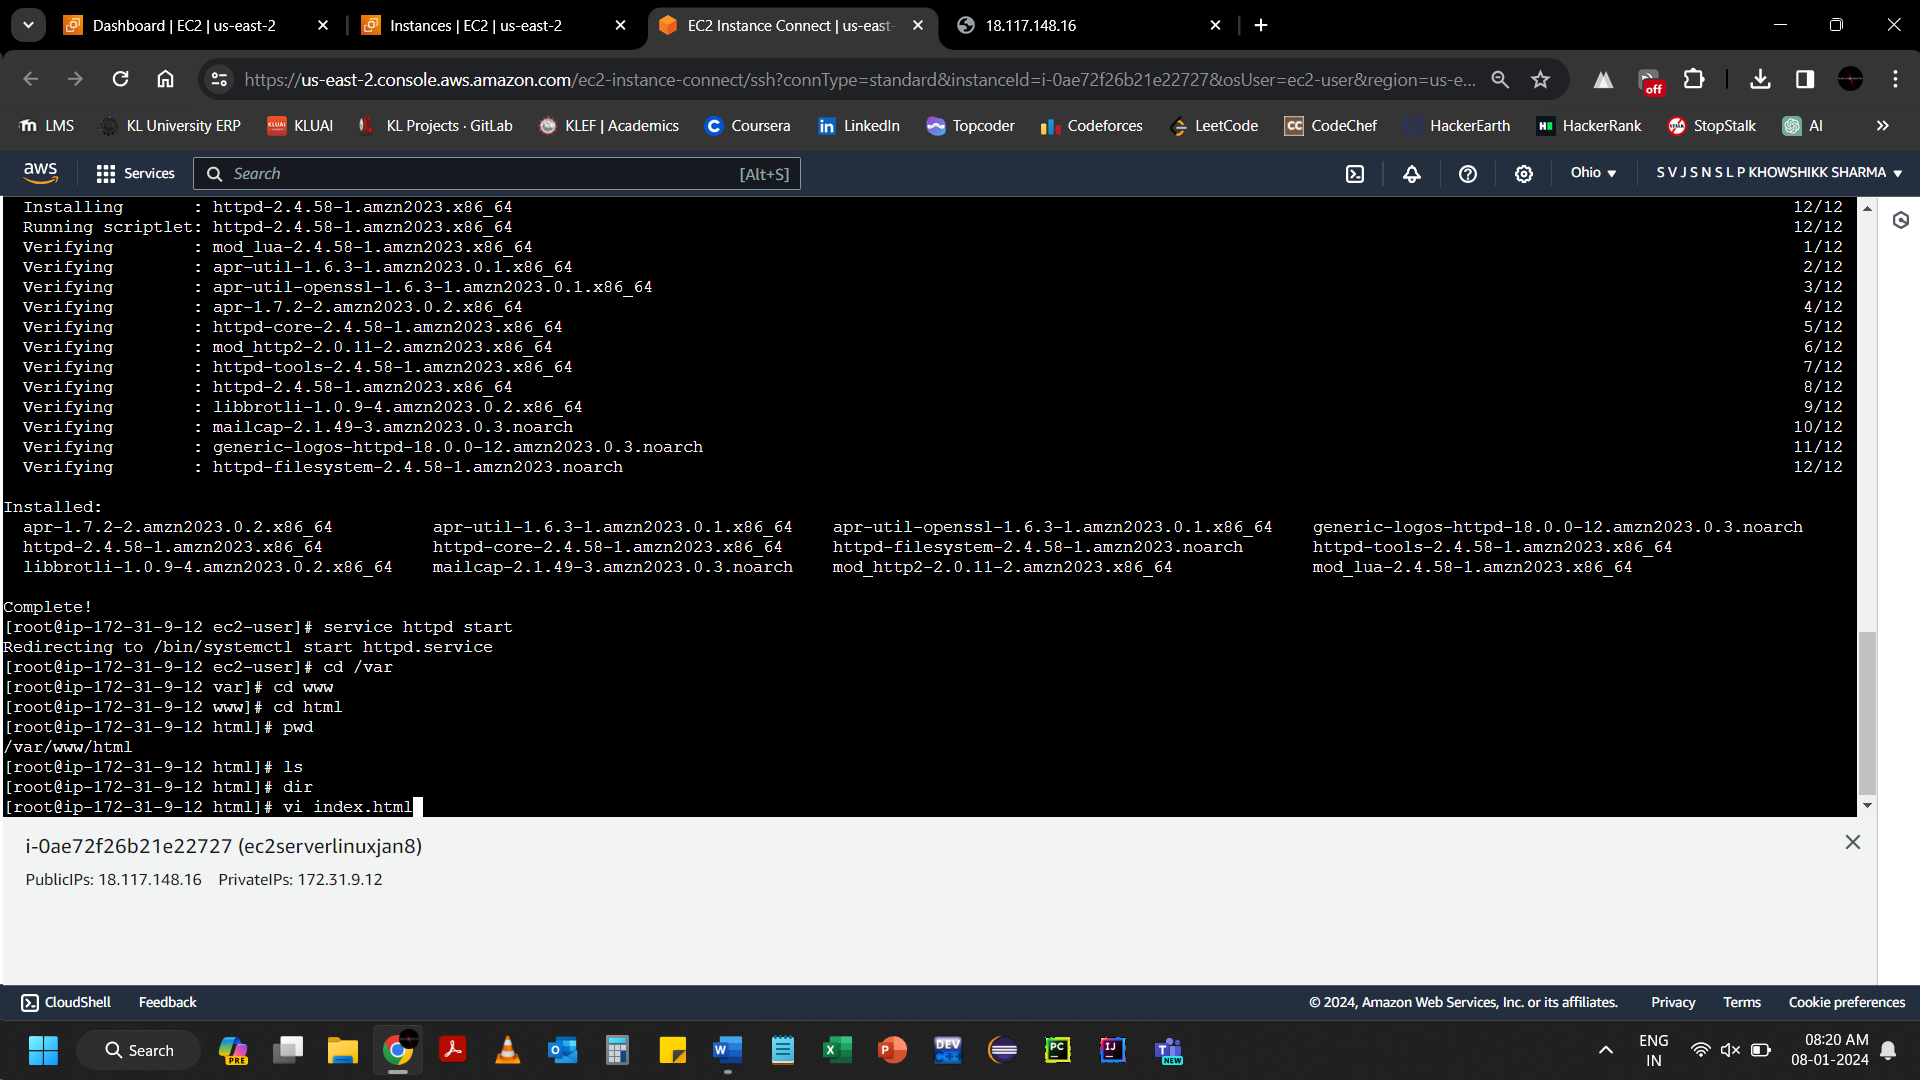 Dashboard | EC2 | us-east-2
Instances | EC2 | us-east-2
EC2 Instance Connect | us-east-
18.117.148.16
https://us-east-2.console.aws.amazon.com/ec2-instance-connect/ssh?connType=standard&instanceId=i-0ae72f26b21e22727&osUser=ec2-user&region=us-e...
off
LMS
KL University ERP
KLUAI
KL Projects · GitLab
KLEF | Academics
Coursera
LinkedIn
Topcoder
Codeforces
LeetCode
CodeChef
HackerEarth
HackerRank
StopStalk
AI
aws
Services
Search
[Alt+S]
Ohio
S V J S N S L P KHOWSHIKK SHARMA
Installing : httpd-2.4.58-1.amzn2023.x86_64 12/12
Running scriptlet: httpd-2.4.58-1.amzn2023.x86_64 12/12
Verifying : mod_lua-2.4.58-1.amzn2023.x86_64 1/12
Verifying : apr-util-1.6.3-1.amzn2023.0.1.x86_64 2/12
Verifying : apr-util-openssl-1.6.3-1.amzn2023.0.1.x86_64 3/12
Verifying : apr-1.7.2-2.amzn2023.0.2.x86_64 4/12
Verifying : httpd-core-2.4.58-1.amzn2023.x86_64 5/12
Verifying : mod_http2-2.0.11-2.amzn2023.x86_64 6/12
Verifying : httpd-tools-2.4.58-1.amzn2023.x86_64 7/12
Verifying : httpd-2.4.58-1.amzn2023.x86_64 8/12
Verifying : libbrotli-1.0.9-4.amzn2023.0.2.x86_64 9/12
Verifying : mailcap-2.1.49-3.amzn2023.0.3.noarch 10/12
Verifying : generic-logos-httpd-18.0.0-12.amzn2023.0.3.noarch 11/12
Verifying : httpd-filesystem-2.4.58-1.amzn2023.noarch 12/12
Installed:
apr-1.7.2-2.amzn2023.0.2.x86_64 apr-util-1.6.3-1.amzn2023.0.1.x86_64 apr-util-openssl-1.6.3-1.amzn2023.0.1.x86_64 generic-logos-httpd-18.0.0-12.amzn2023.0.3.noarch
httpd-2.4.58-1.amzn2023.x86_64 httpd-core-2.4.58-1.amzn2023.x86_64 httpd-filesystem-2.4.58-1.amzn2023.noarch httpd-tools-2.4.58-1.amzn2023.x86_64
libbrotli-1.0.9-4.amzn2023.0.2.x86_64 mailcap-2.1.49-3.amzn2023.0.3.noarch mod_http2-2.0.11-2.amzn2023.x86_64 mod_lua-2.4.58-1.amzn2023.x86_64
Complete!
[root@ip-172-31-9-12 ec2-user]# service httpd start
Redirecting to /bin/systemctl start httpd.service
[root@ip-172-31-9-12 ec2-user]# cd /var
[root@ip-172-31-9-12 var]# cd www
[root@ip-172-31-9-12 www]# cd html
[root@ip-172-31-9-12 html]# pwd
/var/www/html
[root@ip-172-31-9-12 html]# ls
[root@ip-172-31-9-12 html]# dir
[root@ip-172-31-9-12 html]# vi index.html
i-0ae72f26b21e22727 (ec2serverlinuxjan8)
PublicIPs: 18.117.148.16 PrivateIPs: 172.31.9.12
CloudShell
Feedback
© 2024, Amazon Web Services, Inc. or its affiliates.
Privacy
Terms
Cookie preferences
Search
PRE
DEV
PC
IJ
NEW
ENG
IN
08:20 AM
08-01-2024